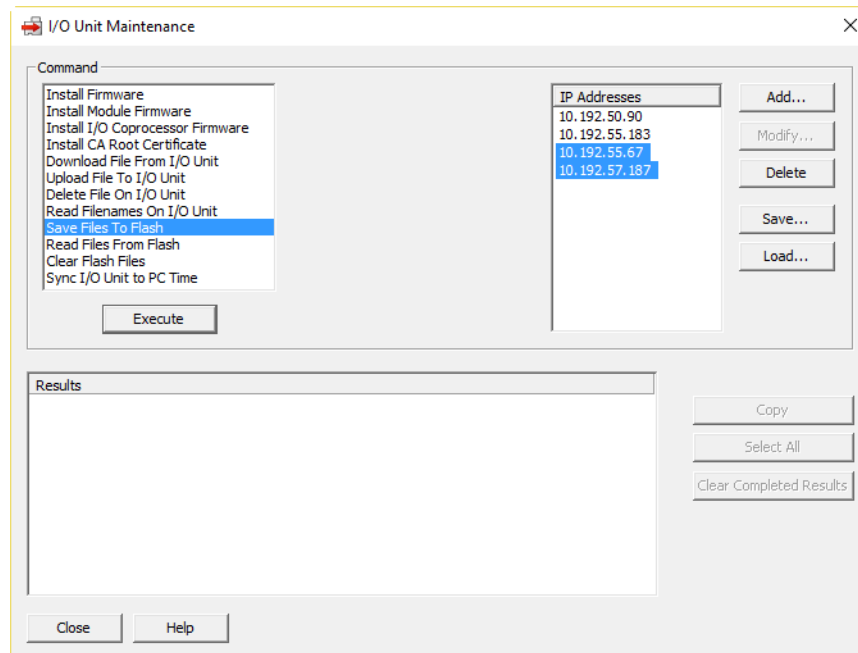 I/O Unit Maintenance
Command
Install Firmware
Install Module Firmware
Install I/O Coprocessor Firmware
Install CA Root Certificate
Download File From I/O Unit
Upload File To I/O Unit
Delete File On I/O Unit
Read Filenames On I/O Unit
Save Files To Flash
Read Files From Flash
Clear Flash Files
Sync I/O Unit to PC Time
Execute
IP Addresses
10.192.50.90
10.192.55.183
10.192.55.67
10.192.57.187
Add...
Modify...
Delete
Save...
Load...
Results
Copy
Select All
Clear Completed Results
Close
Help